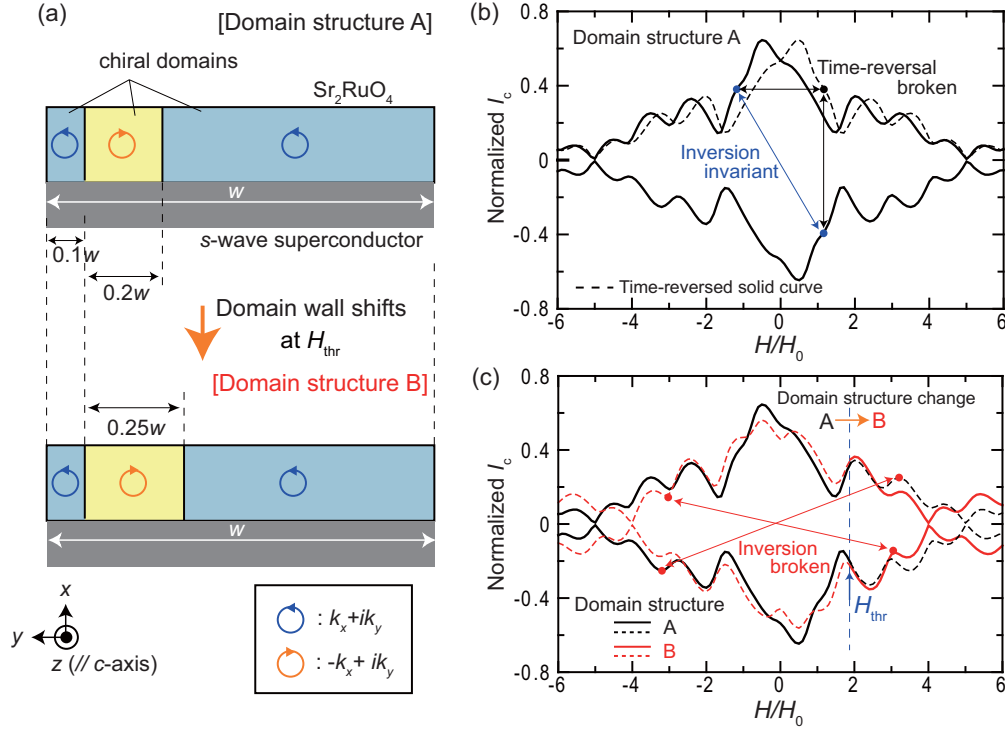 (a)
[Domain structure A]
chiral domains
Sr2RuO4
w
s-wave superconductor
0.1w
0.2w
Domain wall shifts
at Hthr
[Domain structure B]
0.25w
w
x
y
z (// c-axis)
: kx+iky
: -kx+ iky
(b)
Domain structure A
Time-reversal
broken
Inversion
invariant
Time-reversed solid curve
Normalized Ic
0.8
0.4
0
-0.4
-0.8
-6 -4 -2 0 2 4 6
H/H0
(c)
Domain structure change
A B
Inversion
broken
Hthr
Domain structure
A
B
Normalized Ic
0.8
0.4
0
-0.4
-0.8
-6 -4 -2 0 2 4 6
H/H0